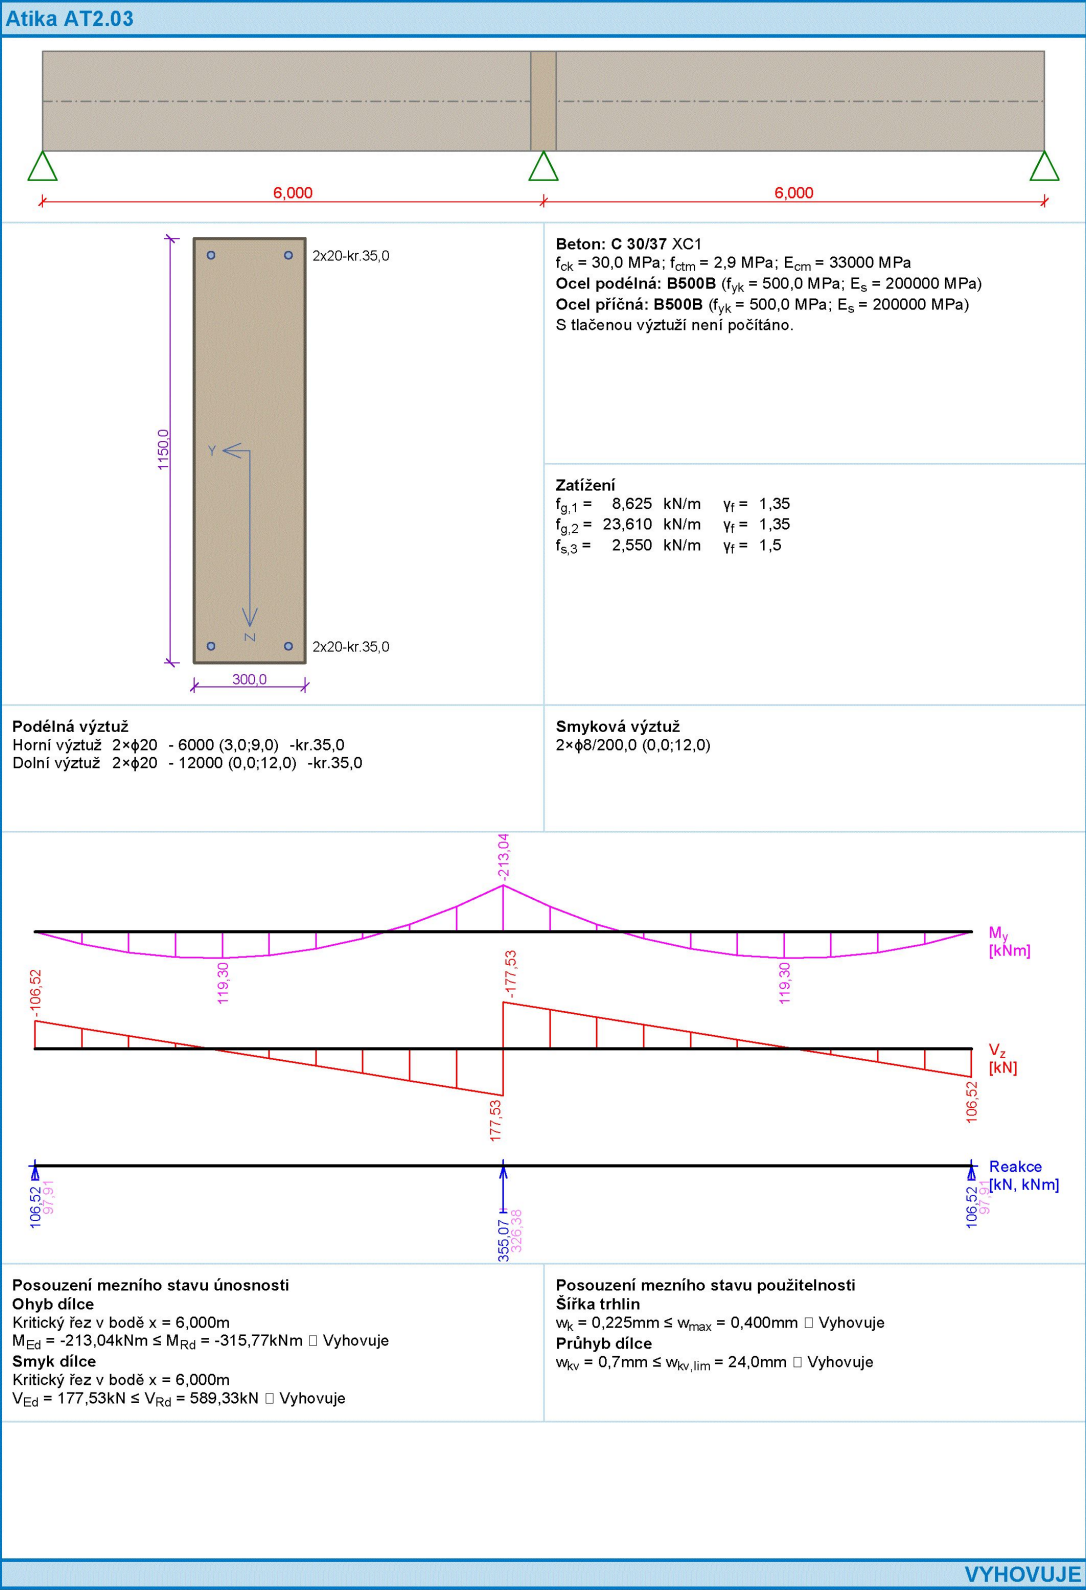 Atika AT2.03
6,000
6,000
2x20-kr.35,0
1150,0
Y
Z
2x20-kr.35,0
300,0
Beton: C 30/37 XC1
fck = 30,0 MPa; fctm = 2,9 MPa; Ecm = 33000 MPa
Ocel podélná: B500B (fyk = 500,0 MPa; Es = 200000 MPa)
Ocel příčná: B500B (fyk = 500,0 MPa; Es = 200000 MPa)
S tlačenou výztuží není počítáno.
Zatížení
fg,1 = 8,625 kN/m γf = 1,35
fg,2 = 23,610 kN/m γf = 1,35
fs,3 = 2,550 kN/m γf = 1,5
Podélná výztuž
Horní výztuž 2×ϕ20 - 6000 (3,0;9,0) -kr.35,0
Dolní výztuž 2×ϕ20 - 12000 (0,0;12,0) -kr.35,0
Smyková výztuž
2×ϕ8/200,0 (0,0;12,0)
-213,04
119,30
119,30
My
[kNm]
-106,52
-177,53
177,53
106,52
Vz
[kN]
Reakce
[kN, kNm]
106,52
97,91
355,07
326,38
106,52
97,91
Posouzení mezního stavu únosnosti
Ohyb dílce
Kritický řez v bodě x = 6,000m
MEd = -213,04kNm ≤ MRd = -315,77kNm □ Vyhovuje
Smyk dílce
Kritický řez v bodě x = 6,000m
VEd = 177,53kN ≤ VRd = 589,33kN □ Vyhovuje
Posouzení mezního stavu použitelnosti
Šířka trhlin
wk = 0,225mm ≤ wmax = 0,400mm □ Vyhovuje
Průhyb dílce
wkv = 0,7mm ≤ wkv,lim = 24,0mm □ Vyhovuje
VYHOVUJE